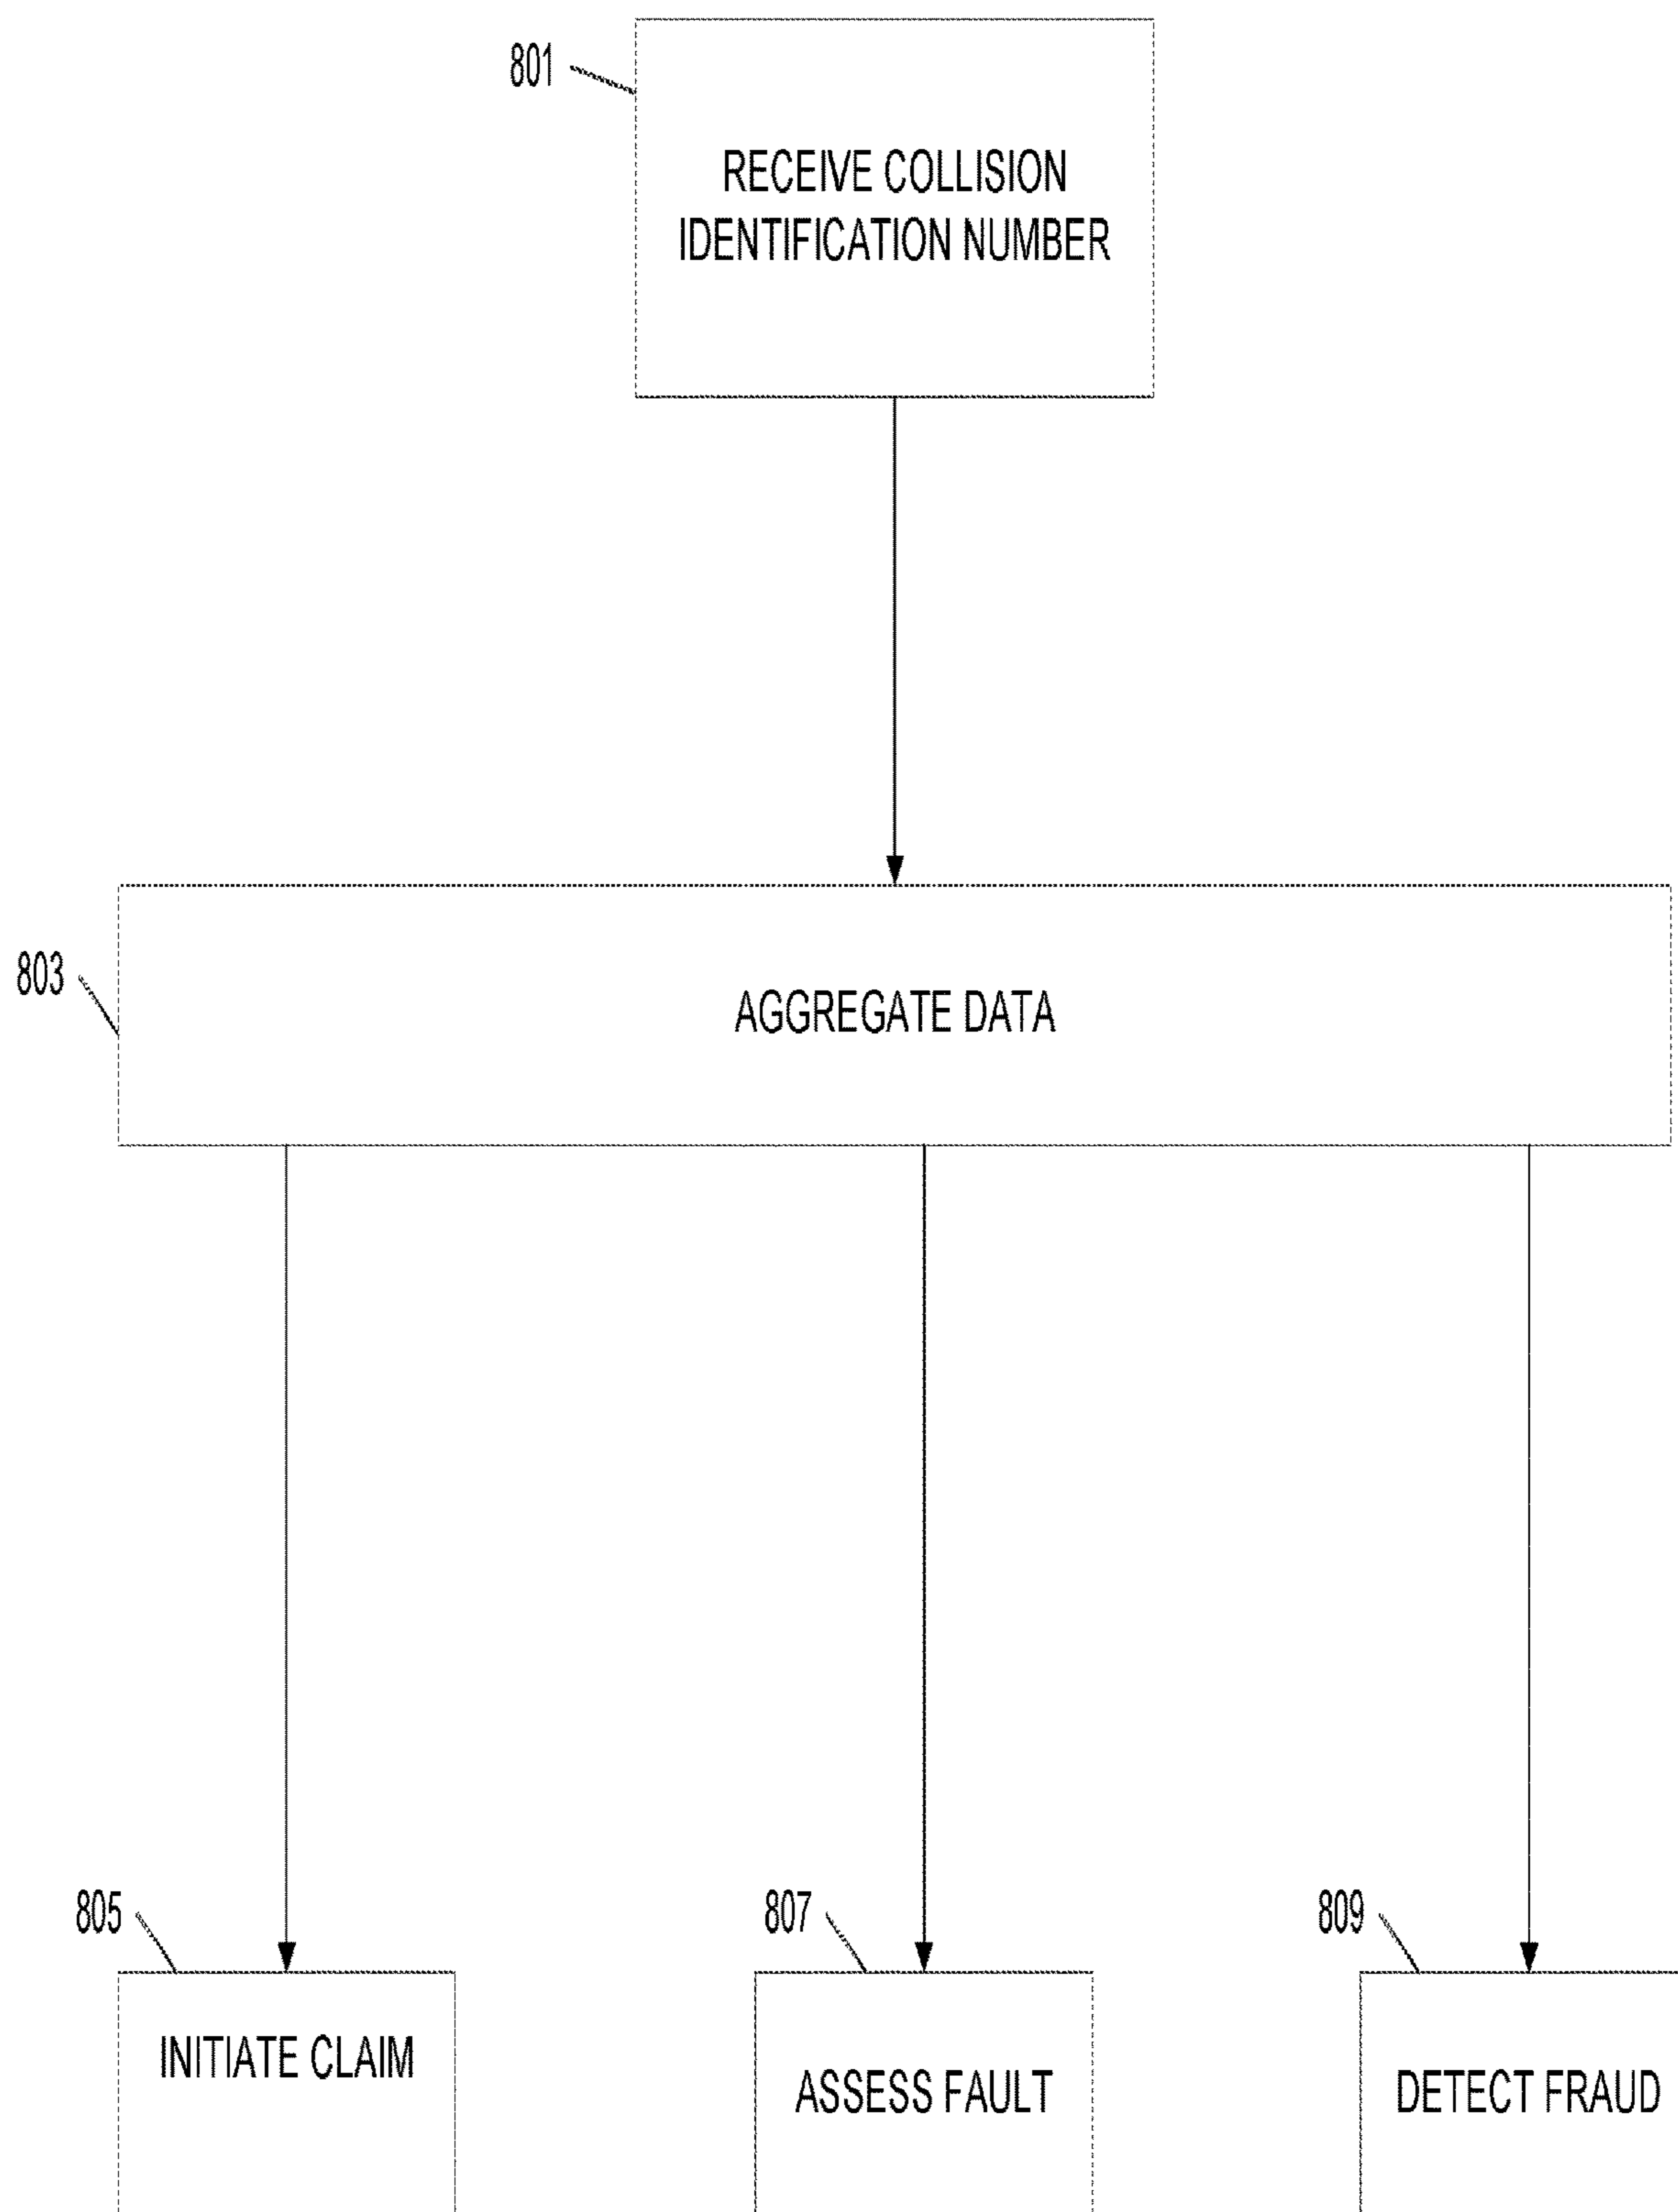 801
RECEIVE COLLISION
IDENTIFICATION NUMBER
803
AGGREGATE DATA
805
INITIATE CLAIM
807
ASSESS FAULT
809
DETECT FRAUD